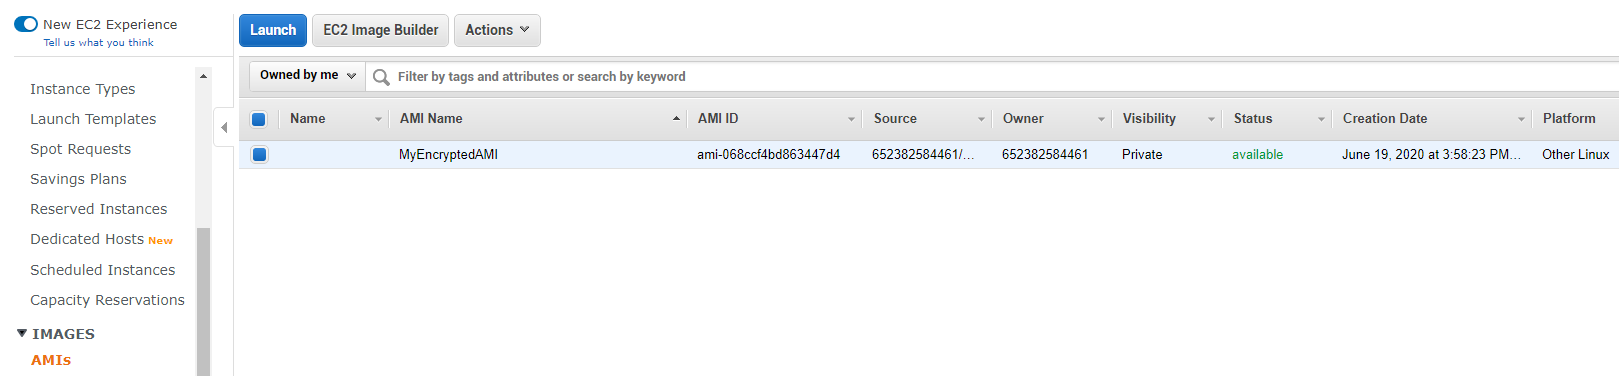 New EC2 Experience
Tell us what you think
Instance Types
Launch Templates
Spot Requests
Savings Plans
Reserved Instances
Dedicated Hosts New
Scheduled Instances
Capacity Reservations
IMAGES
AMIs
Launch EC2 Image Builder Actions
Owned by me Filter by tags and attributes or search by keyword
Name AMI Name AMI ID Source Owner Visibility Status Creation Date Platform
MyEncryptedAMI ami-068ccf4bd863447d4 652382584461/... 652382584461 Private available June 19, 2020 at 3:58:23 PM... Other Linux